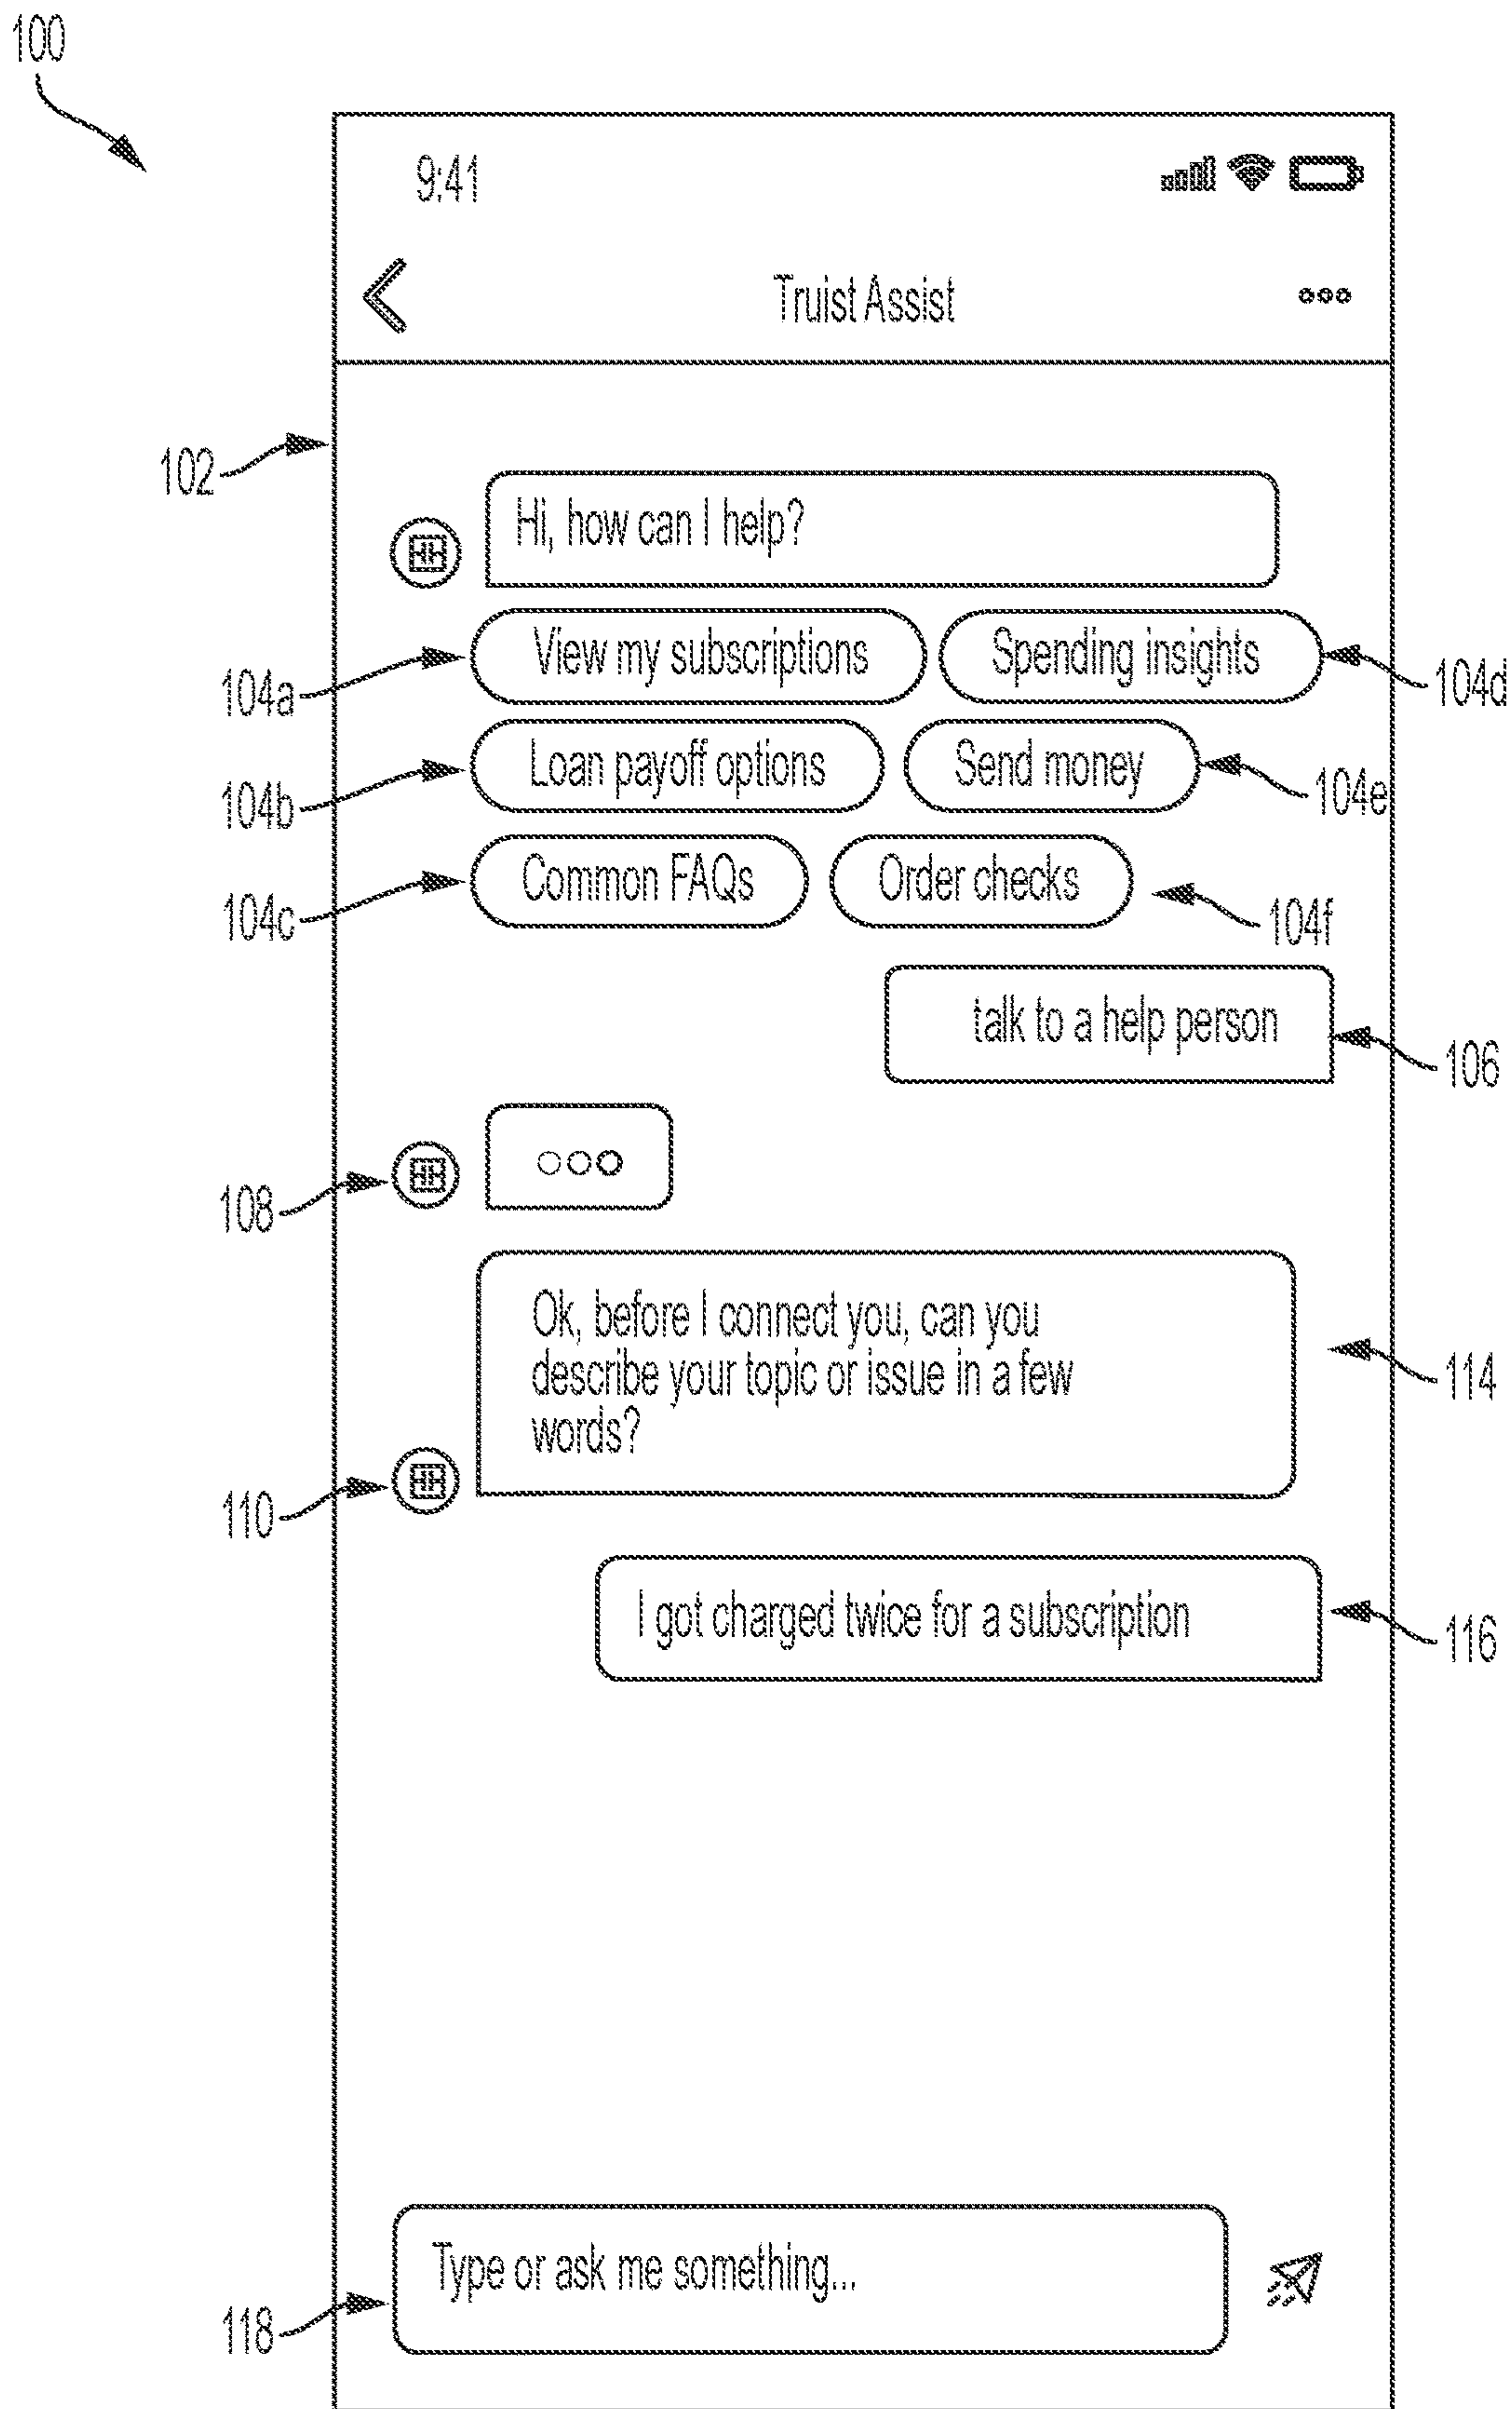 100
9:41
Truist Assist
102
Hi, how can I help?
104a
View my subscriptions
Spending insights
104d
104b
Loan payoff options
Send money
104e
104c
Common FAQs
Order checks
104f
talk to a help person
106
108
Ok, before I connect you, can you
describe your topic or issue in a few
words?
114
110
I got charged twice for a subscription
116
Type or ask me something...
118